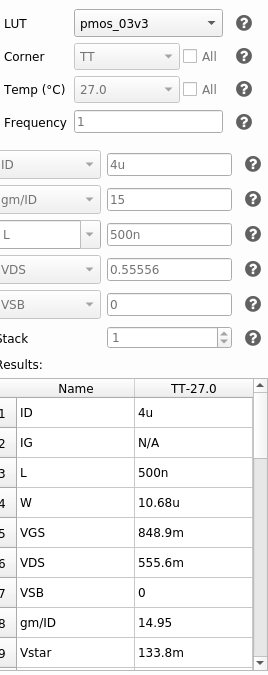 LUT pmos_03v3 ?
Corner TT All ?
Temp (°C) 27.0 All ?
Frequency 1 ?
ID 4u ?
gm/ID 15 ?
L 500n ?
VDS 0.55556 ?
VSB 0 ?
Stack 1 ?
Results:
Name TT-27.0
1 ID 4u
2 IG N/A
3 L 500n
4 W 10.68u
5 VGS 848.9m
6 VDS 555.6m
7 VSB 0
8 gm/ID 14.95
9 Vstar 133.8m